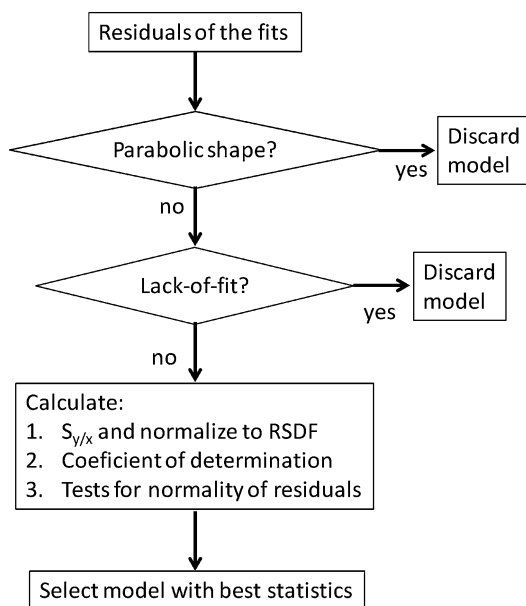 Residuals of the fits
Parabolic shape?
yes
Discard
model
no
Lack-of-fit?
yes
Discard
model
no
Calculate:
1. Sy/x and normalize to RSDF
2. Coeficient of determination
3. Tests for normality of residuals
Select model with best statistics